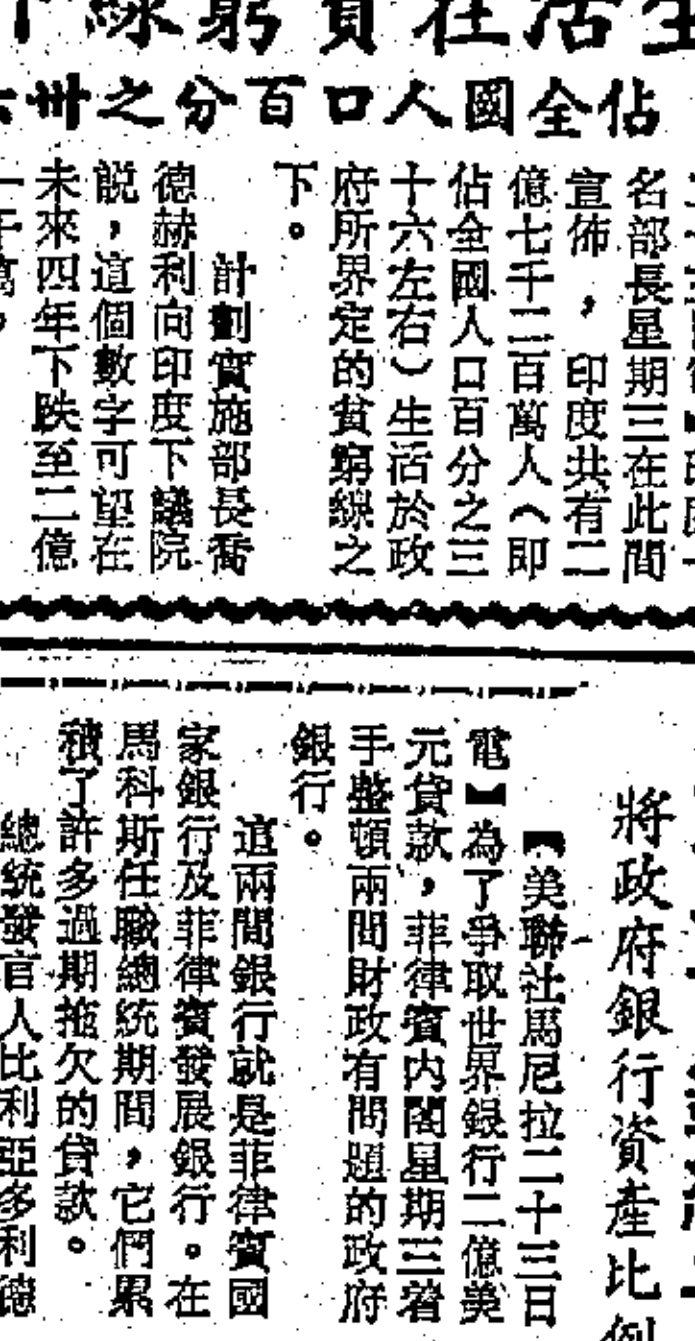 生活在貧窮線下
佔全國人口百分之卅六
名部長星期三在此間
宣佈，印度共有二
億七千二百萬人（即
佔全國人口百分之三
十六左右）生活於政
府所界定的貧窮線之
下。
計劃實施部長喬
德赫利向印度下議院
說，這個數字可望在
未來四年下跌至二億
一千萬，
將政府銀行資產比例
【美聯社馬尼拉二十三日
電】為了爭取世界銀行二億美
元貸款，菲律賓內閣星期三着
手整頓兩間財政有問題的政府
銀行。
這兩間銀行就是菲律賓國
家銀行及菲律賓發展銀行。在
馬科斯任職總統期間，它們累
積了許多過期拖欠的貸款。
總統發言人比利亞多利德